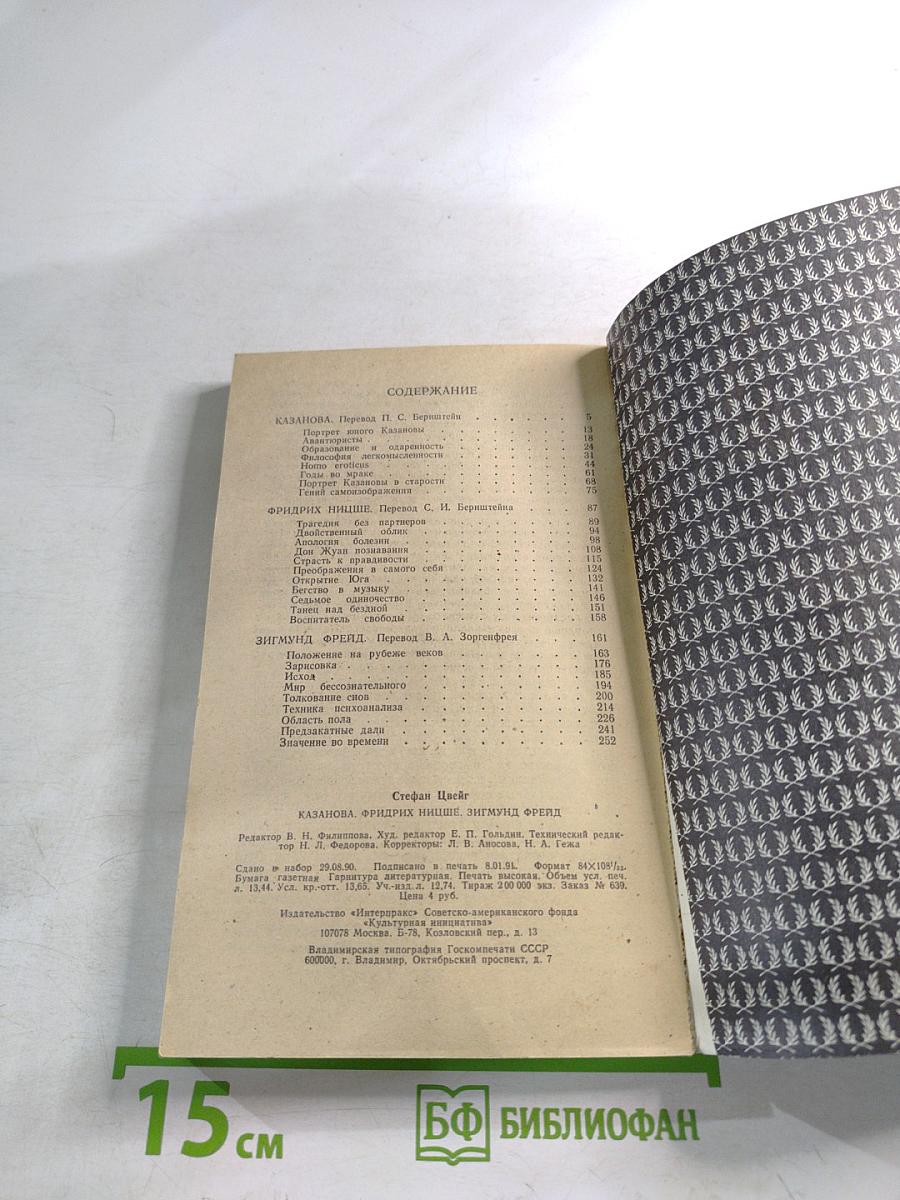 СОДЕРЖАНИЕ
КАЗАНОВА. Перевод П. С. Бернштейн 5
Портрет юного Казановы 13
Авантюристы 18
Образование и одаренность 24
Философия легкомысленности 31
Homo eroticus 44
Годы во мраке 61
Портрет Казановы в старости 68
Гений самоизображения 75
ФРИДРИХ НИЦШЕ. Перевод С. И. Бернштейна 87
Трагедия без партнеров 89
Двойственный облик 94
Апология болезни 98
Дон Жуан познавания 108
Страсть к правдивости 115
Преображения в самого себя 124
Открытие Юга 132
Бегство в музыку 141
Седьмое одиночество 146
Танец над бездной 151
Воспитатель свободы 158
ЗИГМУНД ФРЕЙД. Перевод В. А. Зоргенфрея 161
Положение на рубеже веков 163
Зарисовка 176
Исход 185
Мир бессознательного 194
Толкование снов 200
Техника психоанализа 214
Область пола 226
Предзакатные дали 241
Значение во времени 252
Стефан Цвейг
КАЗАНОВА. ФРИДРИХ НИЦШЕ. ЗИГМУНД ФРЕЙД
Редактор В. Н. Филиппова. Худ. редактор Е. П. Гольдин. Технический редак-
тор Н. Л. Федорова. Корректоры: Л. В. Аносова, Н. А. Гежа
Сдано в набор 29.08.90. Подписано в печать 8.01.91. Формат 84×108¹/₃₂.
Бумага газетная Гарнитура литературная. Печать высокая. Объем усл. печ.
л. 13,44. Усл. кр.-отт. 13,65. Уч.-изд. л. 12,74. Тираж 200 000 экз. Заказ № 639.
Цена 4 руб.
Издательство «Интерпракс» Советско-американского фонда
«Культурная инициатива»
107078 Москва. Б-78, Козловский пер., д. 13
Владимирская типография Госкомпечати СССР
600000, г. Владимир, Октябрьский проспект, д. 7
15 см
БФ БИБЛИОФАН